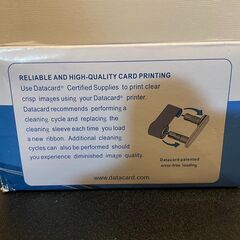 RELIABLE AND HIGH-QUALITY CARD PRINTING
Use Datacard® Certified Supplies to print clear
crisp images using your Datacard® printer.
Datacard recommends performing a
cleaning cycle and replacing the
cleaning sleeve each time you load
a new ribbon. Additional cleaning
cycles can also be performed should
you experience diminished image quality.
Datacard-patented
error-free loading
www.datacard.com